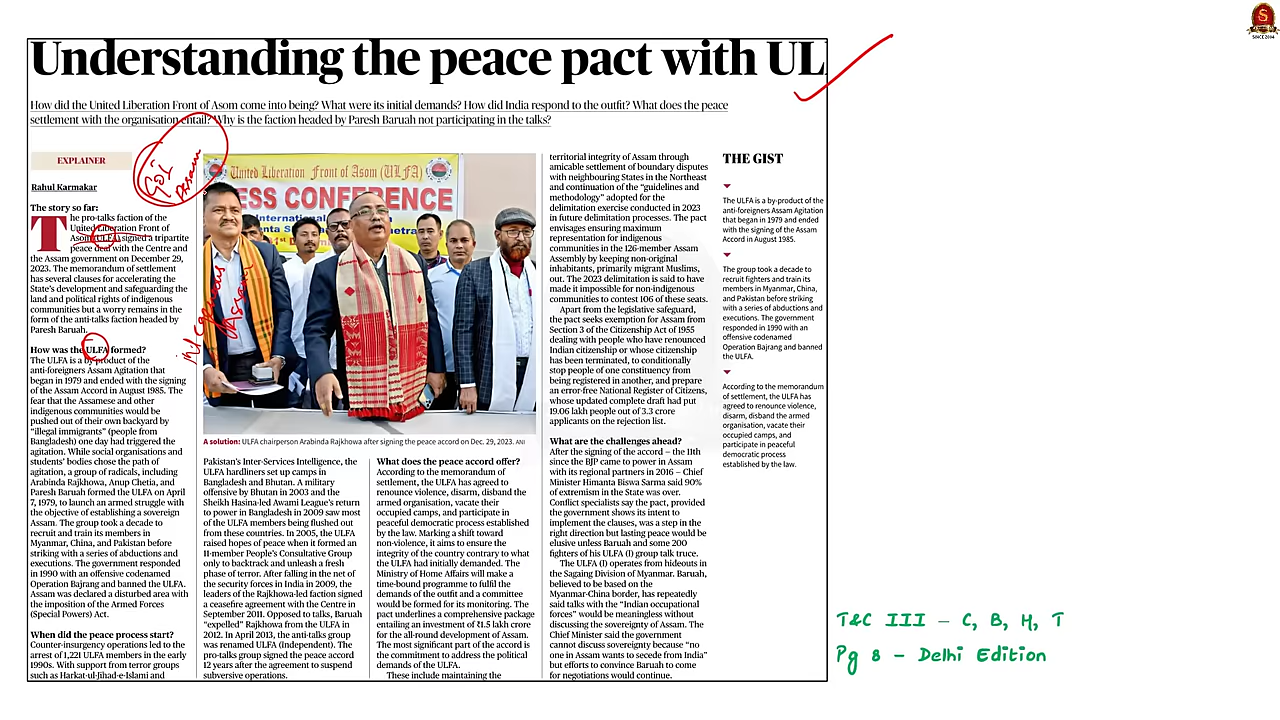 Understanding the peace pact with UL
How did the United Liberation Front of Asom come into being? What were its initial demands? How did India respond to the outfit? What does the peace
settlement with the organisation entail? Why is the faction headed by Paresh Baruah not participating in the talks?
EXPLAINER
Rahul Karmakar
The story so far:
The pro-talks faction of the
United Liberation Front of
Asom (ULFA) signed a tripartite
peace deal with the Centre and
the Assam government on December 29,
2023. The memorandum of settlement
has several clauses for accelerating the
State's development and safeguarding the
land and political rights of indigenous
communities but a worry remains in the
form of the anti-talks faction headed by
Paresh Baruah.
How was the ULFA formed?
The ULFA is a by-product of the
anti-foreigners Assam Agitation that
began in 1979 and ended with the signing
of the Assam Accord in August 1985. The
fear that the Assamese and other
indigenous communities would be
pushed out of their own backyard by
"illegal immigrants" (people from
Bangladesh) one day had triggered the
agitation. While social organisations and
students' bodies chose the path of
agitation, a group of radicals, including
Arabinda Rajkhowa, Anup Chetia, and
Paresh Baruah formed the ULFA on April
7, 1979, to launch an armed struggle with
the objective of establishing a sovereign
Assam. The group took a decade to
recruit and train its members in
Myanmar, China, and Pakistan before
striking with a series of abductions and
executions. The government responded
in 1990 with an offensive codenamed
Operation Bajrang and banned the ULFA.
Assam was declared a disturbed area with
the imposition of the Armed Forces
(Special Powers) Act.
When did the peace process start?
Counter-insurgency operations led to the
arrest of 1,221 ULFA members in the early
1990s. With support from terror groups
such as Harkat-ul-Jihad-e-Islami and
GOI
Assam
Indigenous
Assam
United Liberation Front of Asom (ULFA)
ESS CONFERENCE
A solution: ULFA chairperson Arabinda Rajkhowa after signing the peace accord on Dec. 29, 2023. ANI
Pakistan's Inter-Services Intelligence, the
ULFA hardliners set up camps in
Bangladesh and Bhutan. A military
offensive by Bhutan in 2003 and the
Sheikh Hasina-led Awami League's return
to power in Bangladesh in 2009 saw most
of the ULFA members being flushed out
from these countries. In 2005, the ULFA
raised hopes of peace when it formed an
11-member People's Consultative Group
only to backtrack and unleash a fresh
phase of terror. After falling in the net of
the security forces in India in 2009, the
leaders of the Rajkhowa-led faction signed
a ceasefire agreement with the Centre in
September 2011. Opposed to talks, Baruah
"expelled" Rajkhowa from the ULFA in
2012. In April 2013, the anti-talks group
was renamed ULFA (Independent). The
pro-talks group signed the peace accord
12 years after the agreement to suspend
subversive operations.
What does the peace accord offer?
According to the memorandum of
settlement, the ULFA has agreed to
renounce violence, disarm, disband the
armed organisation, vacate their
occupied camps, and participate in
peaceful democratic process established
by the law. Marking a shift toward
non-violence, it aims to ensure the
integrity of the country contrary to what
the ULFA had initially demanded. The
Ministry of Home Affairs will make a
time-bound programme to fulfil the
demands of the outfit and a committee
would be formed for its monitoring. The
pact underlines a comprehensive package
entailing an investment of ₹1.5 lakh crore
for the all-round development of Assam.
The most significant part of the accord is
the commitment to address the political
demands of the ULFA.
These include maintaining the
territorial integrity of Assam through
amicable settlement of boundary disputes
with neighbouring States in the Northeast
and continuation of the "guidelines and
methodology" adopted for the
delimitation exercise conducted in 2023
in future delimitation processes. The pact
envisages ensuring maximum
representation for indigenous
communities in the 126-member Assam
Assembly by keeping non-original
inhabitants, primarily migrant Muslims,
out. The 2023 delimitation is said to have
made it impossible for non-indigenous
communities to contest 106 of these seats.
Apart from the legislative safeguard,
the pact seeks exemption for Assam from
Section 3 of the Citizenship Act of 1955
dealing with people who have renounced
Indian citizenship or whose citizenship
has been terminated, to conditionally
stop people of one constituency from
being registered in another, and prepare
an error-free National Register of Citizens,
whose updated complete draft had put
19.06 lakh people out of 3.3 crore
applicants on the rejection list.
What are the challenges ahead?
After the signing of the accord – the 11th
since the BJP came to power in Assam
with its regional partners in 2016 – Chief
Minister Himanta Biswa Sarma said 90%
of extremism in the State was over.
Conflict specialists say the pact, provided
the government shows its intent to
implement the clauses, was a step in the
right direction but lasting peace would be
elusive unless Baruah and some 200
fighters of his ULFA (I) group talk truce.
The ULFA (I) operates from hideouts in
the Sagaing Division of Myanmar. Baruah,
believed to be based on the
Myanmar-China border, has repeatedly
said talks with the "Indian occupational
forces" would be meaningless without
discussing the sovereignty of Assam. The
Chief Minister said the government
cannot discuss sovereignty because "no
one in Assam wants to secede from India"
but efforts to convince Baruah to come
for negotiations would continue.
THE GIST
The ULFA is a by-product of the
anti-foreigners Assam Agitation
that began in 1979 and ended
with the signing of the Assam
Accord in August 1985.
The group took a decade to
recruit fighters and train its
members in Myanmar, China,
and Pakistan before striking
with a series of abductions and
executions. The government
responded in 1990 with an
offensive codenamed
Operation Bajrang and banned
the ULFA.
According to the memorandum
of settlement, the ULFA has
agreed to renounce violence,
disarm, disband the armed
organisation, vacate their
occupied camps, and
participate in peaceful
democratic process
established by the law.
T&C III – C, B, H, T
Pg 8 – Delhi Edition
S
SINCE 2004